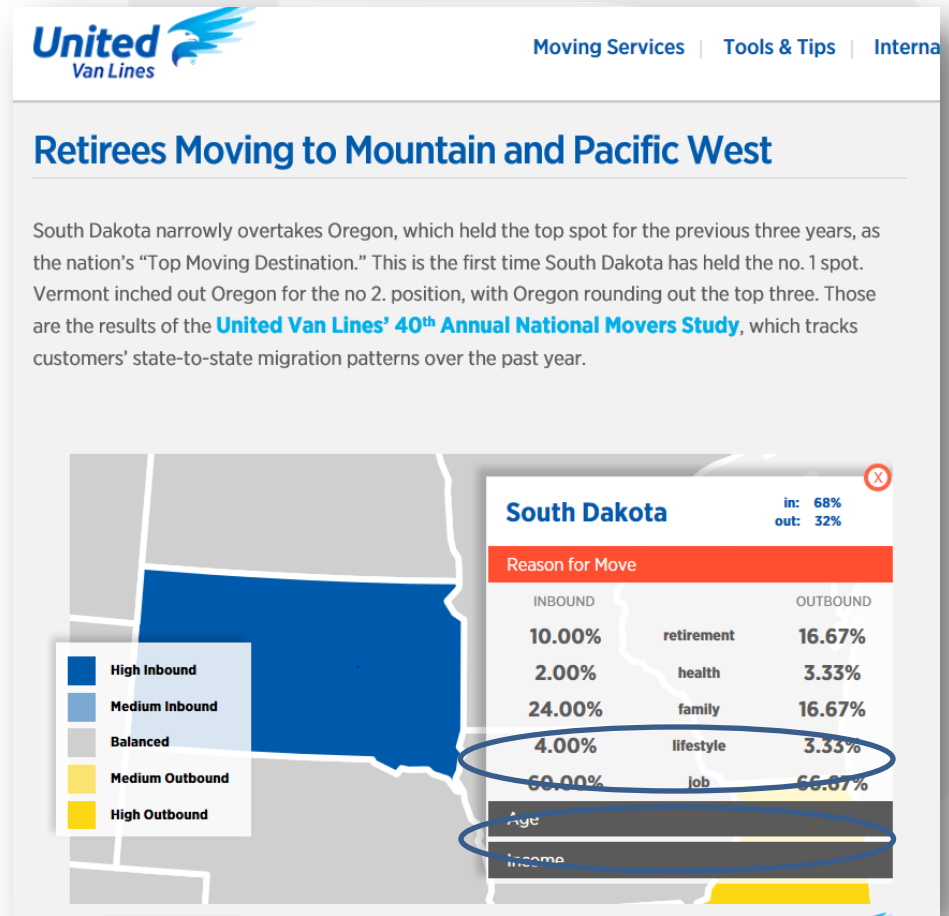 United
Van Lines
Moving Services | Tools & Tips | Interna
Retirees Moving to Mountain and Pacific West
South Dakota narrowly overtakes Oregon, which held the top spot for the previous three years, as
the nation’s “Top Moving Destination.” This is the first time South Dakota has held the no. 1 spot.
Vermont inched out Oregon for the no 2. position, with Oregon rounding out the top three. Those
are the results of the United Van Lines’ 40th Annual National Movers Study, which tracks
customers’ state-to-state migration patterns over the past year.
X
South Dakota in: 68%
out: 32%
Reason for Move
INBOUND OUTBOUND
10.00% retirement 16.67%
2.00% health 3.33%
24.00% family 16.67%
4.00% lifestyle 3.33%
60.00% job 66.67%
Age
Income
High Inbound
Medium Inbound
Balanced
Medium Outbound
High Outbound